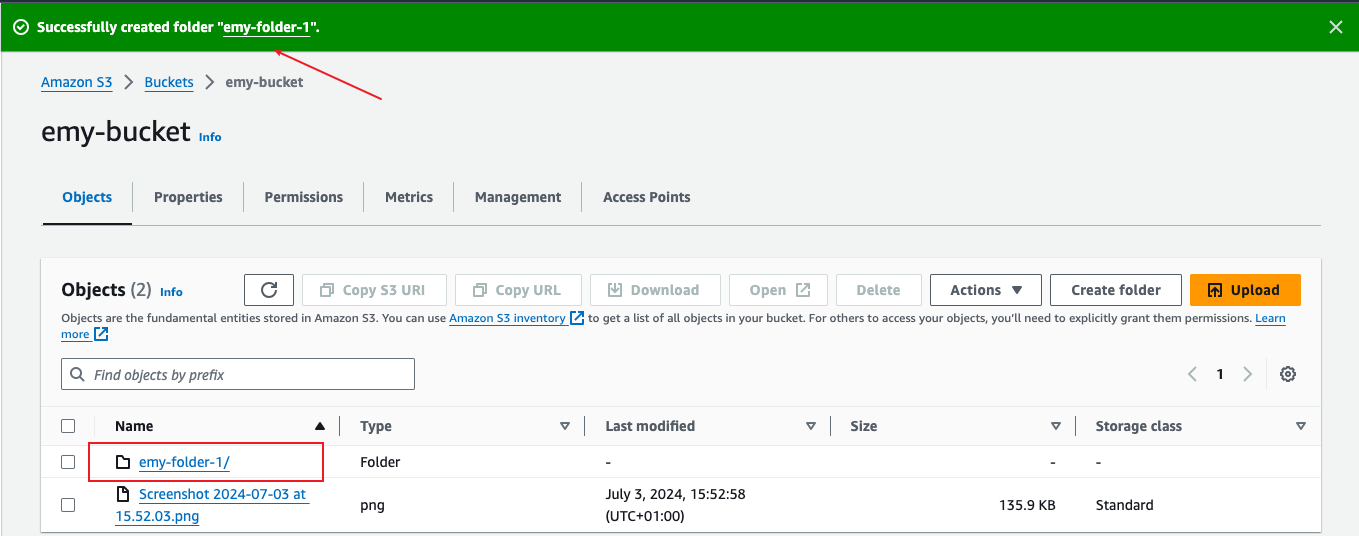 Successfully created folder "emy-folder-1".
Amazon S3 Buckets emy-bucket
emy-bucket Info
Objects Properties Permissions Metrics Management Access Points
Objects (2) Info Copy S3 URI Copy URL Download Open Delete Actions Create folder Upload
Objects are the fundamental entities stored in Amazon S3. You can use Amazon S3 inventory to get a list of all objects in your bucket. For others to access your objects, you'll need to explicitly grant them permissions. Learn
more
Find objects by prefix 1
Name Type Last modified Size Storage class
emy-folder-1/ Folder - - -
Screenshot 2024-07-03 at
15.52.03.png
png
July 3, 2024, 15:52:58
(UTC+01:00)
135.9 KB
Standard